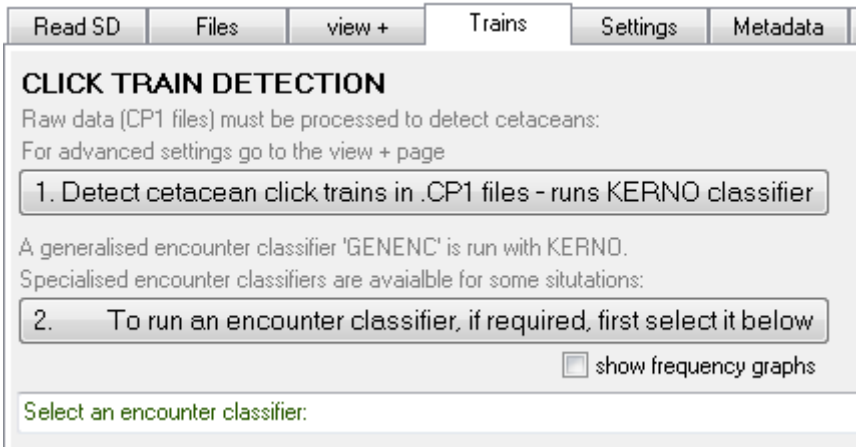 Read SD Files view + Trains Settings Metadata
CLICK TRAIN DETECTION
Raw data (CP1 files) must be processed to detect cetaceans:
For advanced settings go to the view + page
1. Detect cetacean click trains in .CP1 files - runs KERNO classifier
A generalised encounter classifier 'GENENC' is run with KERNO.
Specialised encounter classifiers are avaialble for some situtations:
2. To run an encounter classifier, if required, first select it below
show frequency graphs
Select an encounter classifier: